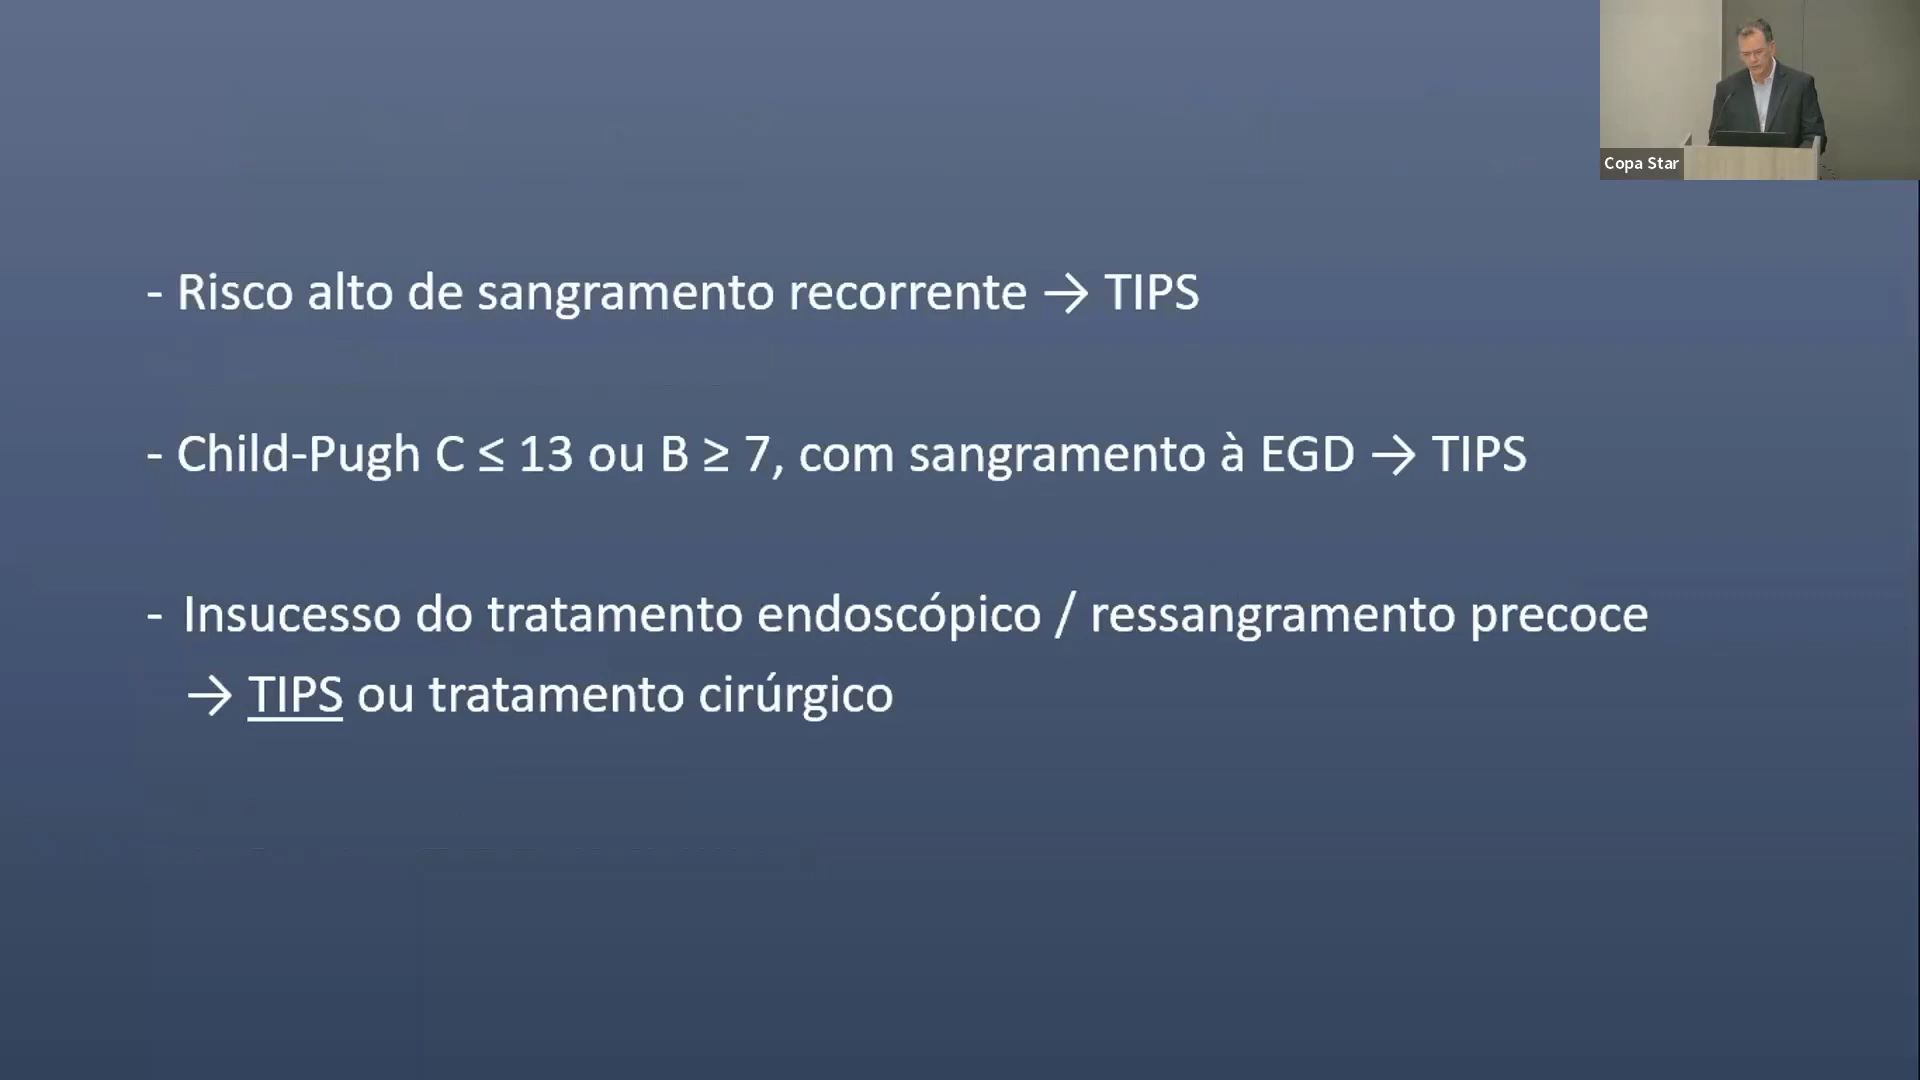 Copa Star
- Risco alto de sangramento recorrente → TIPS
- Child-Pugh C ≤ 13 ou B ≥ 7, com sangramento à EGD → TIPS
- Insucesso do tratamento endoscópico / ressangramento precoce
→ TIPS ou tratamento cirúrgico